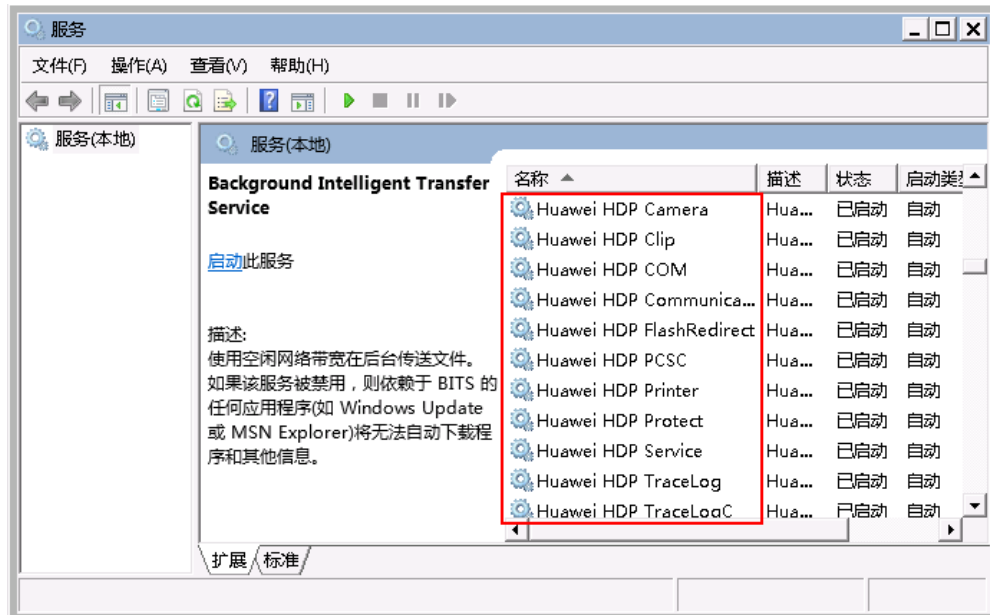 服务
文件(F) 操作(A) 查看(V) 帮助(H)
服务(本地)
服务(本地)
Background Intelligent Transfer
Service
启动此服务
描述:
使用空闲网络带宽在后台传送文件。
如果该服务被禁用，则依赖于 BITS 的
任何应用程序(如 Windows Update
或 MSN Explorer)将无法自动下载程
序和其他信息。
名称 描述 状态 启动类型
Huawei HDP Camera Hua... 已启动 自动
Huawei HDP Clip Hua... 已启动 自动
Huawei HDP COM Hua... 已启动 自动
Huawei HDP Communica... Hua... 已启动 自动
Huawei HDP FlashRedirect Hua... 已启动 自动
Huawei HDP PCSC Hua... 已启动 自动
Huawei HDP Printer Hua... 已启动 自动
Huawei HDP Protect Hua... 已启动 自动
Huawei HDP Service Hua... 已启动 自动
Huawei HDP TraceLog Hua... 已启动 自动
Huawei HDP TraceLogC Hua... 已启动 自动
扩展 标准